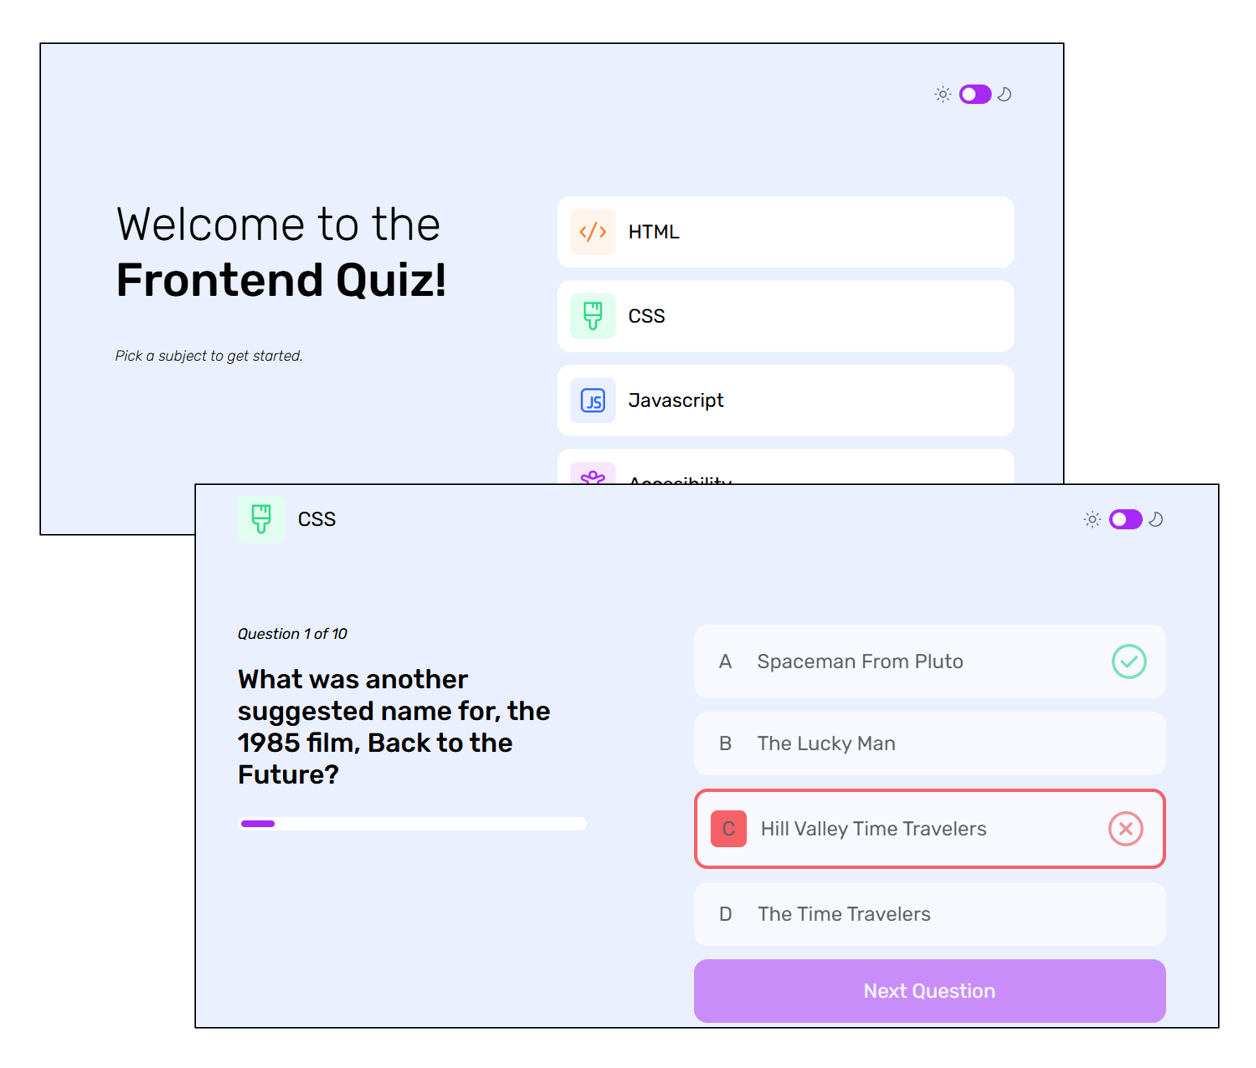 Welcome to the
Frontend Quiz!
Pick a subject to get started.
HTML
CSS
JS
Javascript
Accesibility
CSS
Question 1 of 10
What was another
suggested name for, the
1985 film, Back to the
Future?
A Spaceman From Pluto
B The Lucky Man
C Hill Valley Time Travelers
D The Time Travelers
Next Question